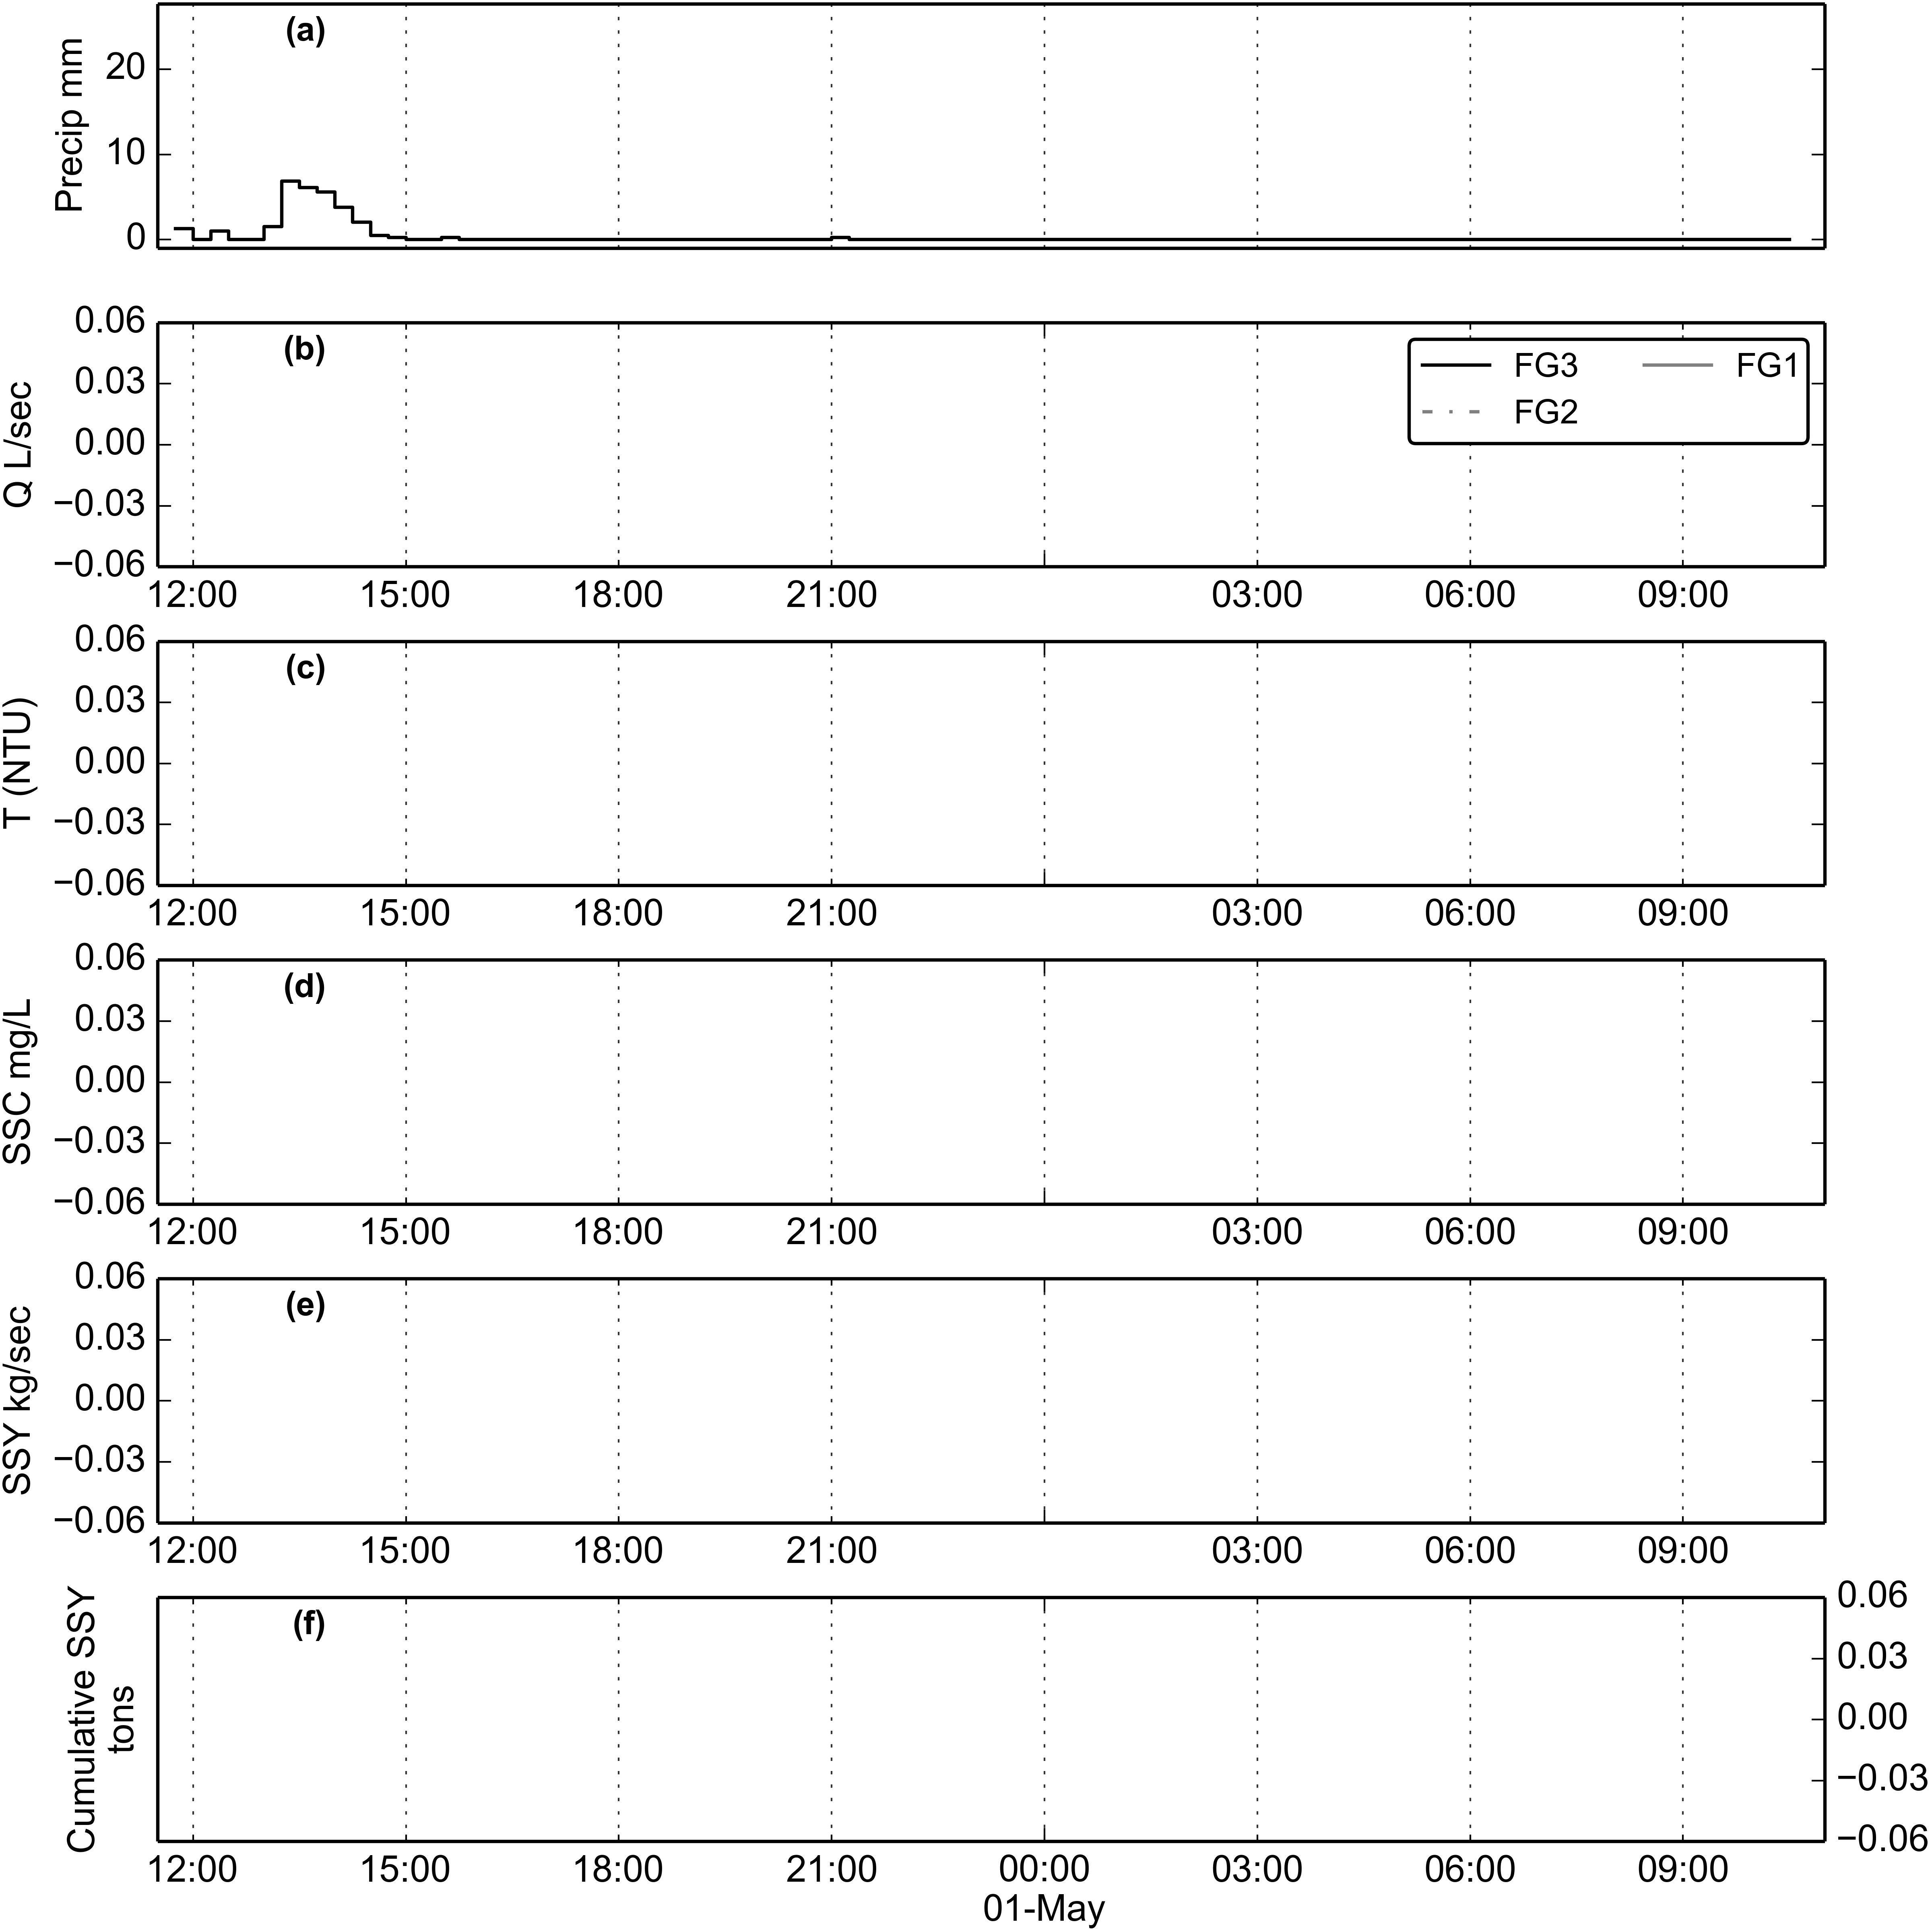 (a)
Precip mm
20
10
0
(b)
Q L/sec
0.06
0.03
0.00
−0.03
−0.06
FG3 FG1
FG2
12:00 15:00 18:00 21:00 03:00 06:00 09:00
(c)
T (NTU)
0.06
0.03
0.00
−0.03
−0.06
12:00 15:00 18:00 21:00 03:00 06:00 09:00
(d)
SSC mg/L
0.06
0.03
0.00
−0.03
−0.06
12:00 15:00 18:00 21:00 03:00 06:00 09:00
(e)
SSY kg/sec
0.06
0.03
0.00
−0.03
−0.06
12:00 15:00 18:00 21:00 03:00 06:00 09:00
(f)
Cumulative SSY
tons
0.06
0.03
0.00
−0.03
−0.06
12:00 15:00 18:00 21:00 00:00 03:00 06:00 09:00
01-May